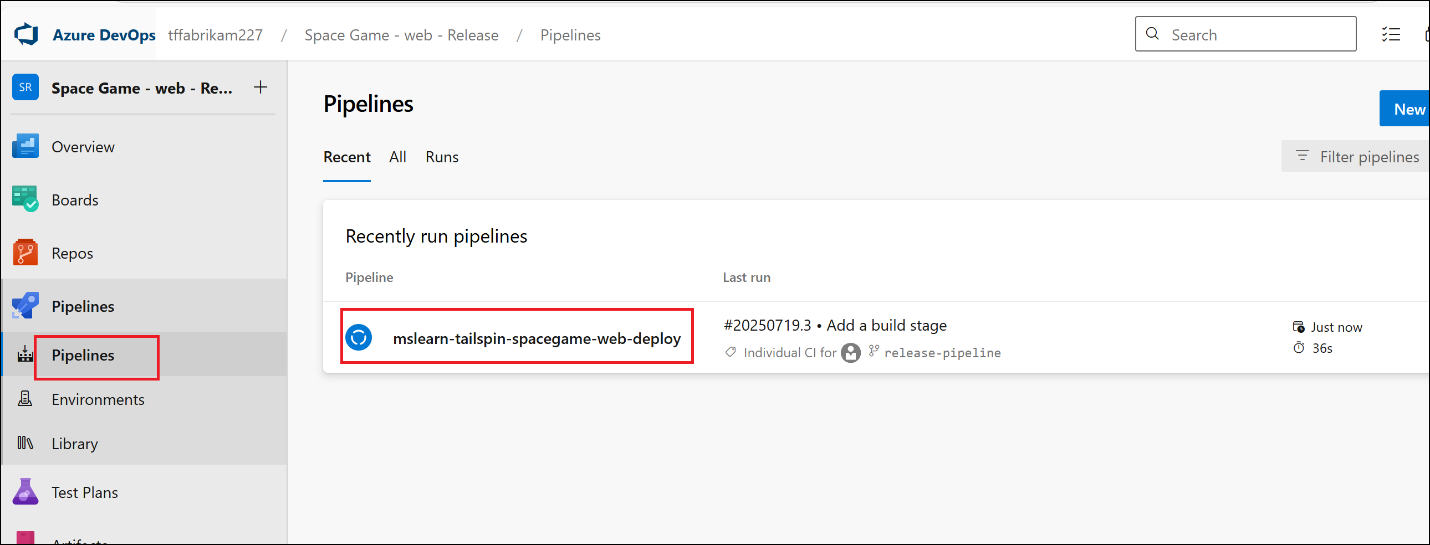 Azure DevOps tffabrikam227 / Space Game - web - Release / Pipelines
Search
SR Space Game - web - Re... +
Overview
Boards
Repos
Pipelines
Pipelines
Environments
Library
Test Plans
Artifacts
Pipelines
New
Recent All Runs
Filter pipelines
Recently run pipelines
Pipeline Last run
mslearn-tailspin-spacegame-web-deploy
#20250719.3 • Add a build stage
Individual CI for release-pipeline
Just now
36s